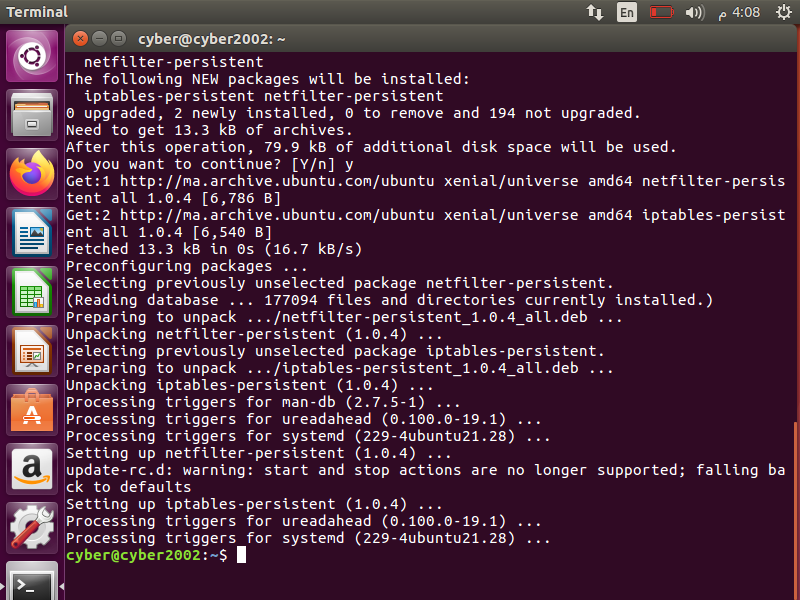 Terminal
En
م 4:08
cyber@cyber2002: ~
netfilter-persistent
The following NEW packages will be installed:
iptables-persistent netfilter-persistent
0 upgraded, 2 newly installed, 0 to remove and 194 not upgraded.
Need to get 13.3 kB of archives.
After this operation, 79.9 kB of additional disk space will be used.
Do you want to continue? [Y/n] y
Get:1 http://ma.archive.ubuntu.com/ubuntu xenial/universe amd64 netfilter-persis
tent all 1.0.4 [6,786 B]
Get:2 http://ma.archive.ubuntu.com/ubuntu xenial/universe amd64 iptables-persist
ent all 1.0.4 [6,540 B]
Fetched 13.3 kB in 0s (16.7 kB/s)
Preconfiguring packages ...
Selecting previously unselected package netfilter-persistent.
(Reading database ... 177094 files and directories currently installed.)
Preparing to unpack .../netfilter-persistent_1.0.4_all.deb ...
Unpacking netfilter-persistent (1.0.4) ...
Selecting previously unselected package iptables-persistent.
Preparing to unpack .../iptables-persistent_1.0.4_all.deb ...
Unpacking iptables-persistent (1.0.4) ...
Processing triggers for man-db (2.7.5-1) ...
Processing triggers for ureadahead (0.100.0-19.1) ...
Processing triggers for systemd (229-4ubuntu21.28) ...
Setting up netfilter-persistent (1.0.4) ...
update-rc.d: warning: start and stop actions are no longer supported; falling ba
ck to defaults
Setting up iptables-persistent (1.0.4) ...
Processing triggers for ureadahead (0.100.0-19.1) ...
Processing triggers for systemd (229-4ubuntu21.28) ...
cyber@cyber2002:~$